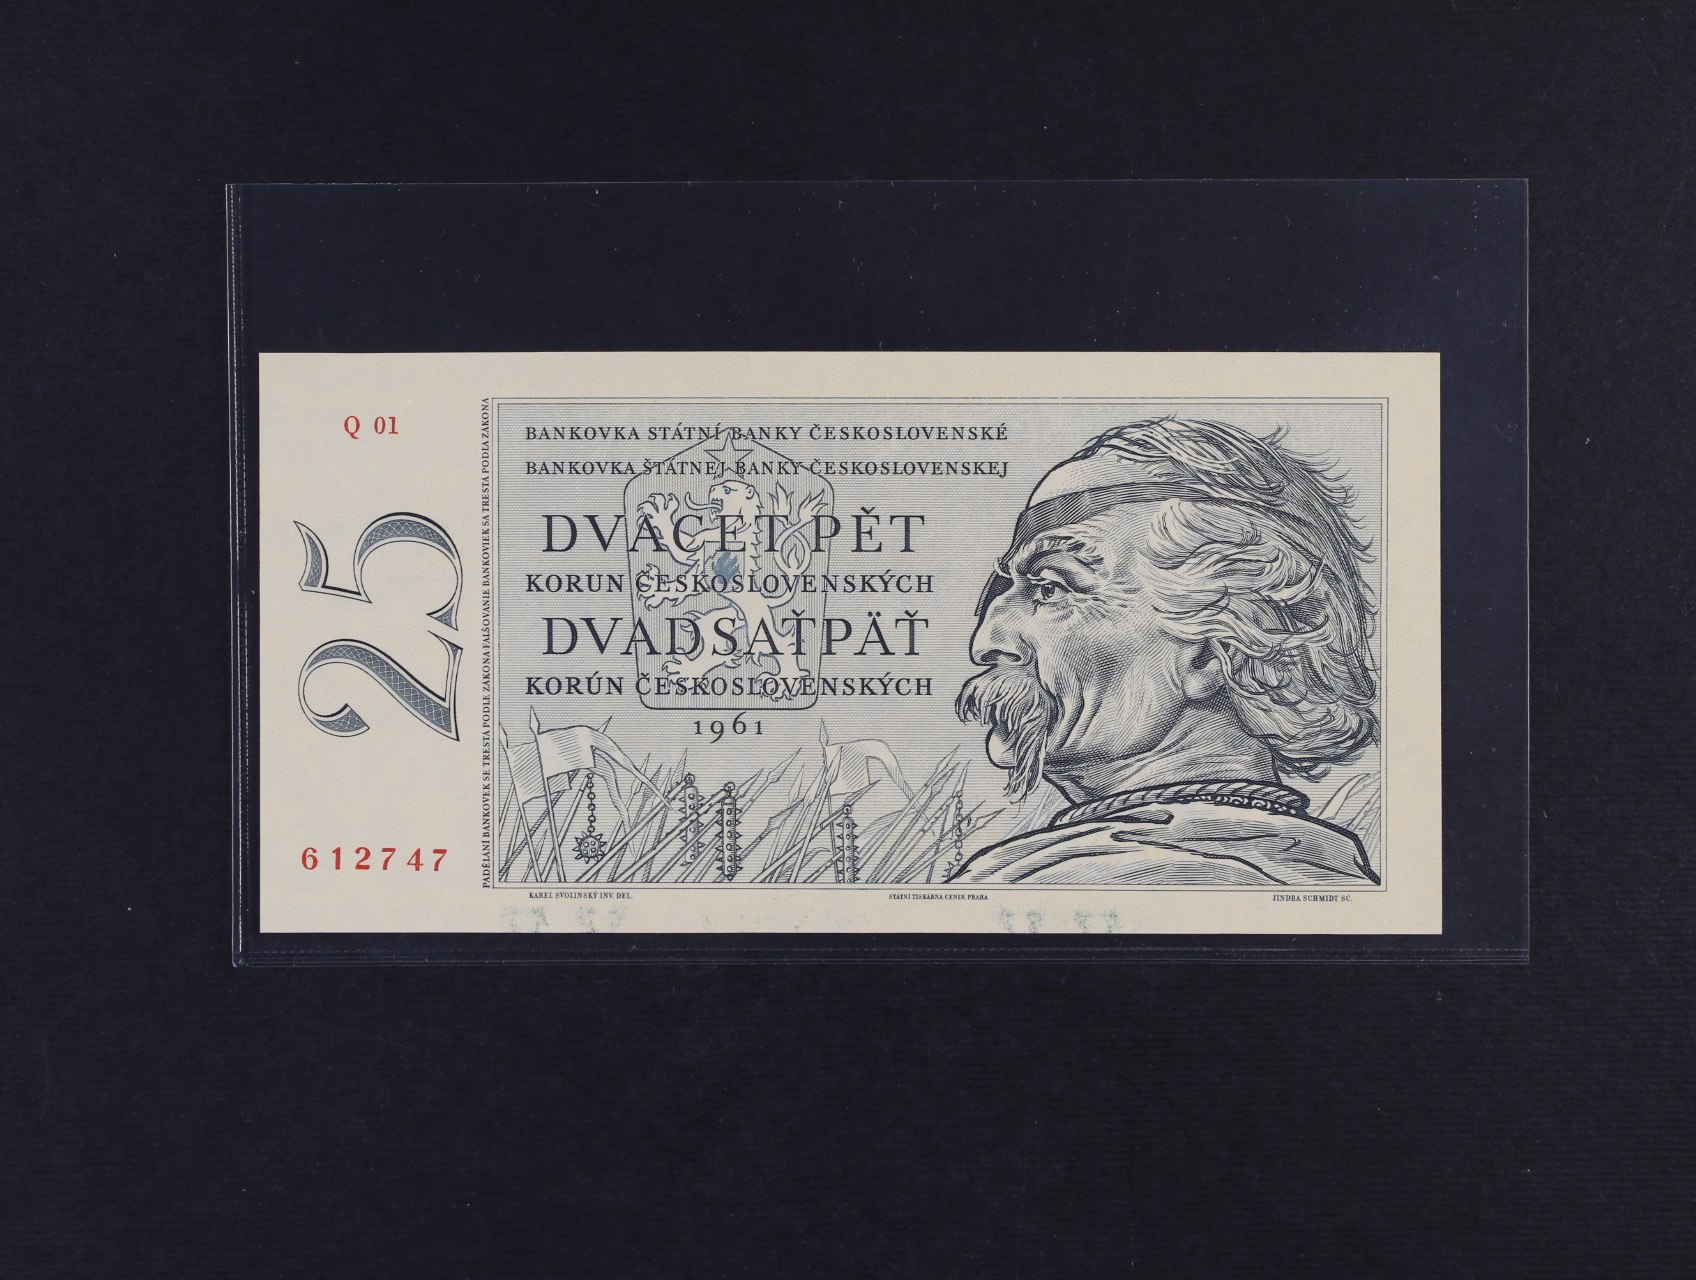 Q 01
25
612747
PADĚLÁNÍ BANKOVEK SE TRESTÁ PODLE ZÁKONA FALŠOVANIE BANKOVIEK SA TRESTÁ PODĽA ZÁKONA
BANKOVKA STÁTNÍ BANKY ČESKOSLOVENSKÉ
BANKOVKA ŠTÁTNEJ BANKY ČESKOSLOVENSKEJ
DVACET PĚT
KORUN ČESKOSLOVENSKÝCH
DVADSAŤPÄŤ
KORÚN ČESKOSLOVENSKÝCH
1961
KAREL SVOLINSKÝ INV. DEL.
STÁTNÍ TISKÁRNA CENIN, PRAHA
JINDRA SCHMIDT SC.